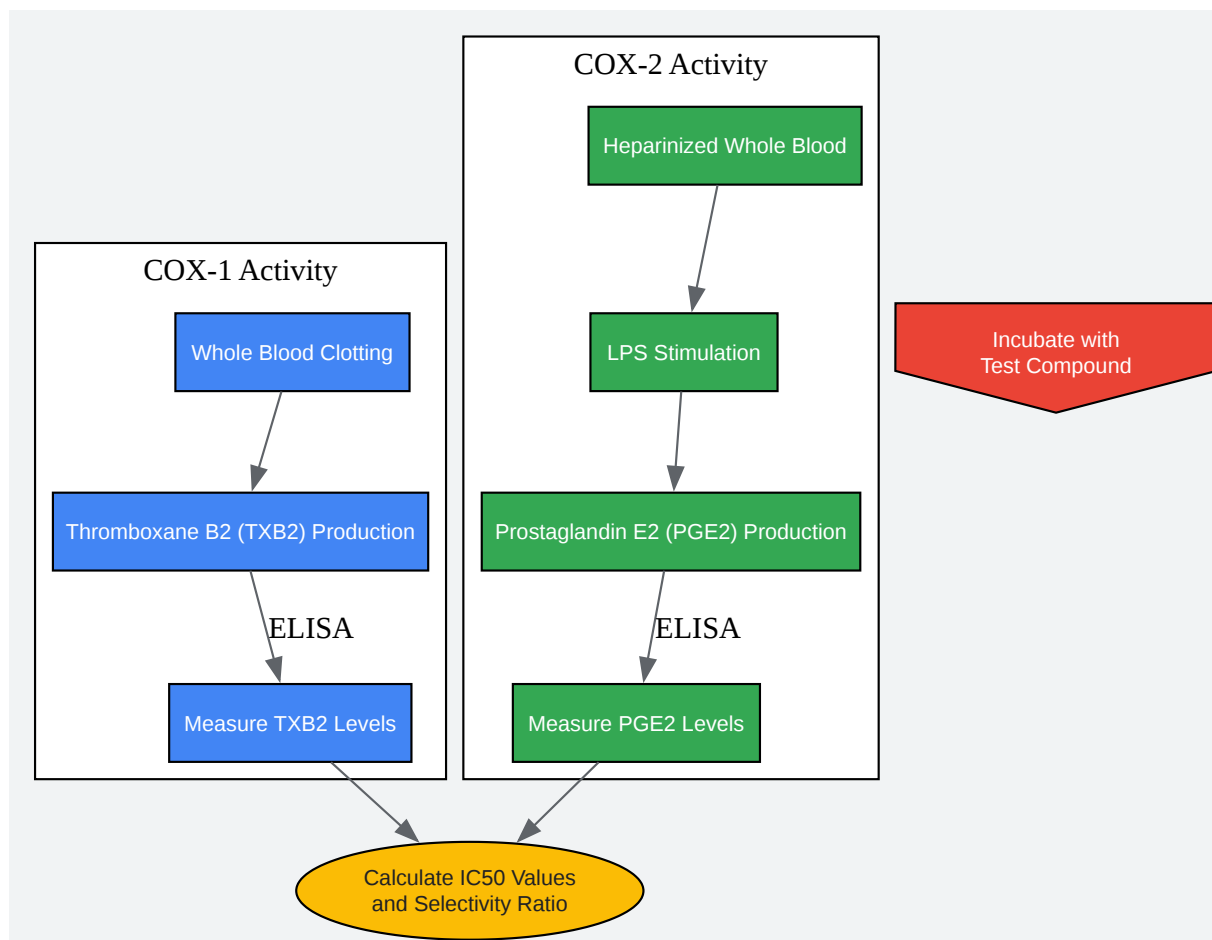 COX-1 Activity
Whole Blood Clotting
Thromboxane B2 (TXB2) Production
ELISA
Measure TXB2 Levels
COX-2 Activity
Heparinized Whole Blood
LPS Stimulation
Prostaglandin E2 (PGE2) Production
ELISA
Measure PGE2 Levels
Incubate with
Test Compound
Calculate IC50 Values
and Selectivity Ratio